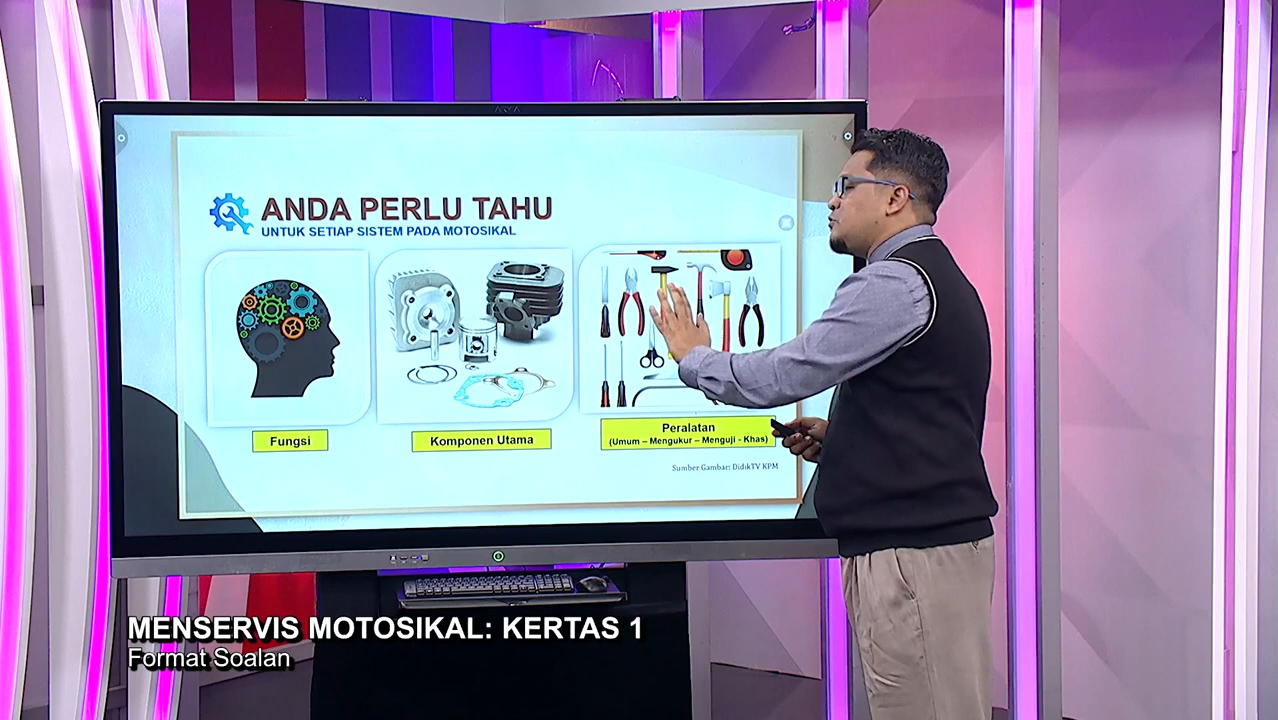 ANDA PERLU TAHU
UNTUK SETIAP SISTEM PADA MOTOSIKAL
Fungsi
Komponen Utama
Peralatan
(Umum – Mengukur – Menguji - Khas)
Sumber Gambar: DidikTV KPM
MENSERVIS MOTOSIKAL: KERTAS 1
Format Soalan